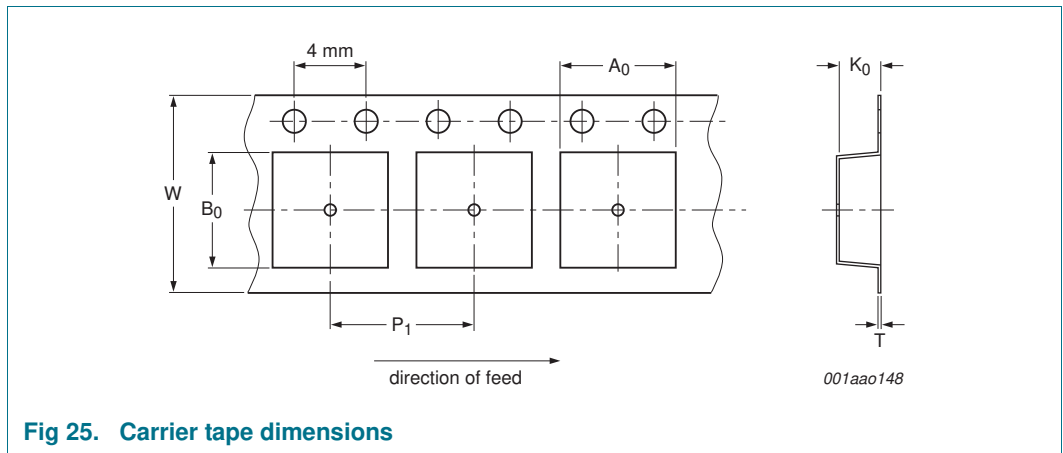 4 mm
A0
K0
W
B0
P1
T
direction of feed
001aao148
Fig 25. Carrier tape dimensions